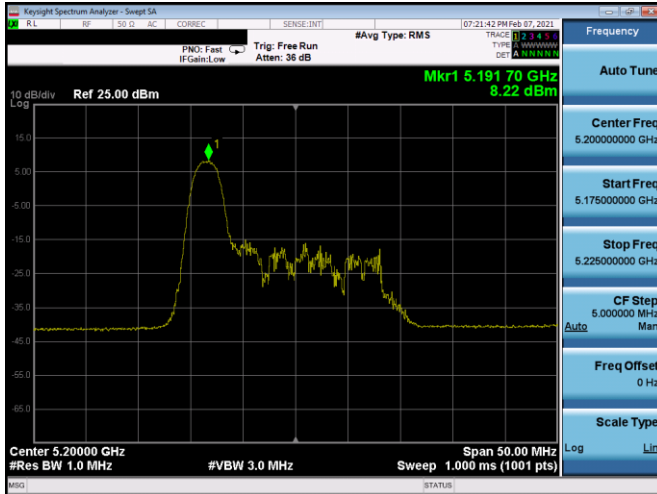 Keysight Spectrum Analyzer - Swept SA
RL RF 50 Ω AC CORREC SENSE:INT 07:21:42 PM Feb 07, 2021
#Avg Type: RMS
TRACE 1 2 3 4 5 6
PNO: Fast Trig: Free Run TYPE A WWWWW
IFGain:Low Atten: 36 dB DET A N N N N N
Mkr1 5.191 70 GHz
8.22 dBm
10 dB/div Ref 25.00 dBm
Log
15.0
1
5.00
-5.00
-15.0
-25.0
-35.0
-45.0
-55.0
-65.0
Center 5.20000 GHz Span 50.00 MHz
#Res BW 1.0 MHz #VBW 3.0 MHz Sweep 1.000 ms (1001 pts)
MSG STATUS
Frequency
Auto Tune
Center Freq
5.200000000 GHz
Start Freq
5.175000000 GHz
Stop Freq
5.225000000 GHz
CF Step
5.000000 MHz
Auto Man
Freq Offset
0 Hz
Scale Type
Log Lin